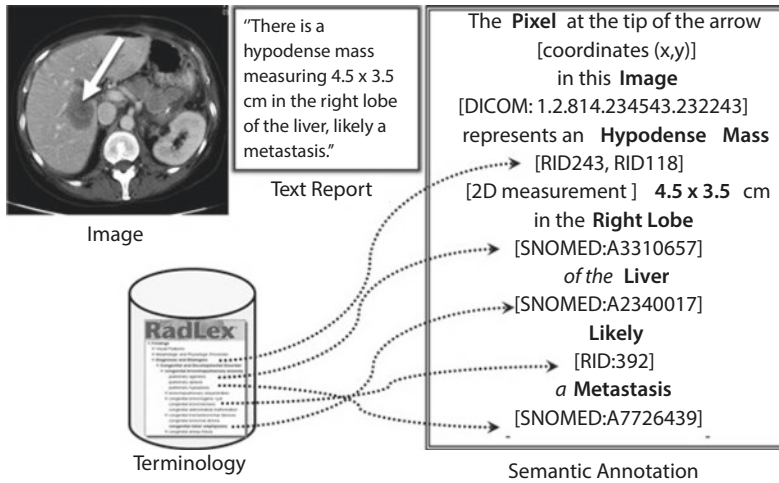 "There is a
hypodense mass
measuring 4.5 x 3.5
cm in the right lobe
of the liver, likely a
metastasis."
Text Report
Image
RadLex
Terminology
The Pixel at the tip of the arrow
[coordinates (x,y)]
in this Image
[DICOM: 1.2.814.234543.232243]
represents an Hypodense Mass
[RID243, RID118]
[2D measurement ] 4.5 x 3.5 cm
in the Right Lobe
[SNOMED:A3310657]
of the Liver
[SNOMED:A2340017]
Likely
[RID:392]
a Metastasis
[SNOMED:A7726439]
Semantic Annotation